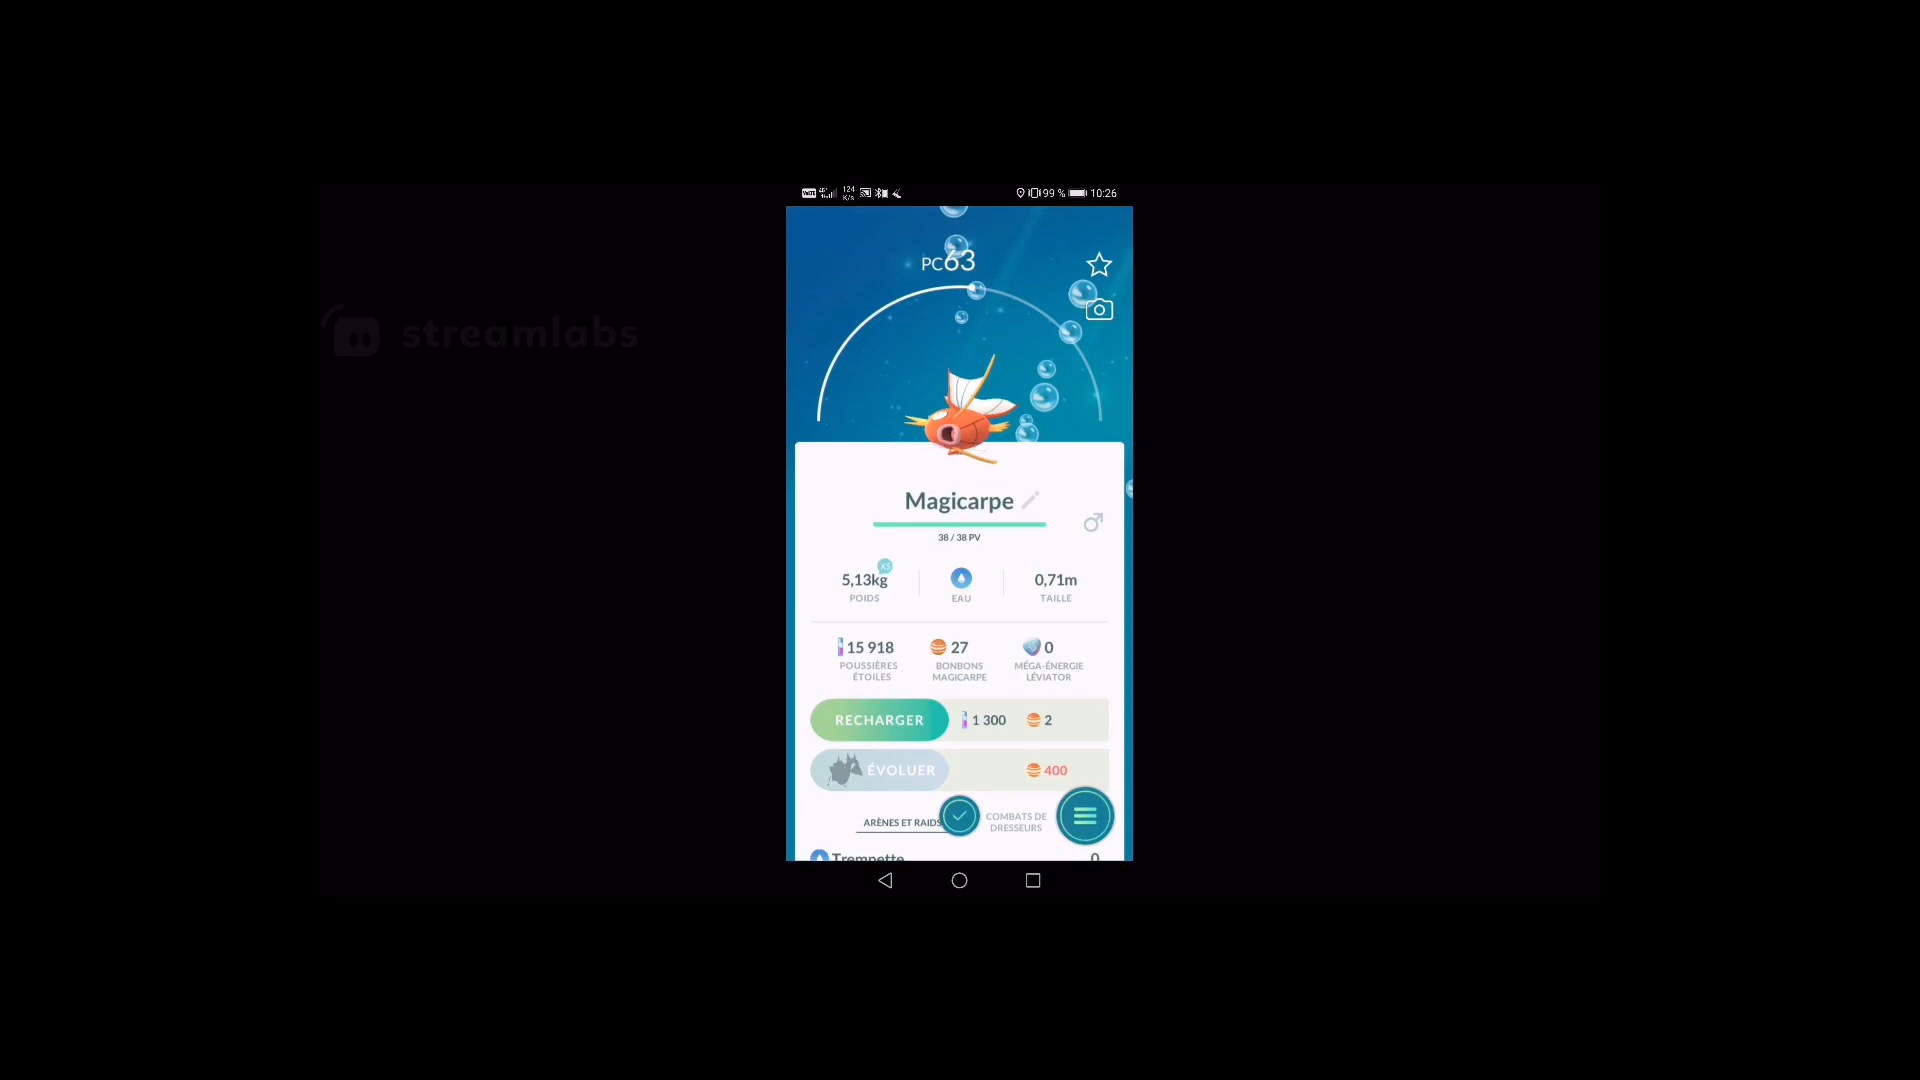 124
K/s
99 %
10:26
PC63
streamlabs
Magicarpe
38 / 38 PV
XS
5,13kg
POIDS
EAU
0,71m
TAILLE
15 918
POUSSIÈRES
ÉTOILES
27
BONBONS
MAGICARPE
0
MÉGA-ÉNERGIE
LÉVIATOR
RECHARGER
1 300
2
ÉVOLUER
400
ARÈNES ET RAIDS
COMBATS DE
DRESSEURS
Trempette
0